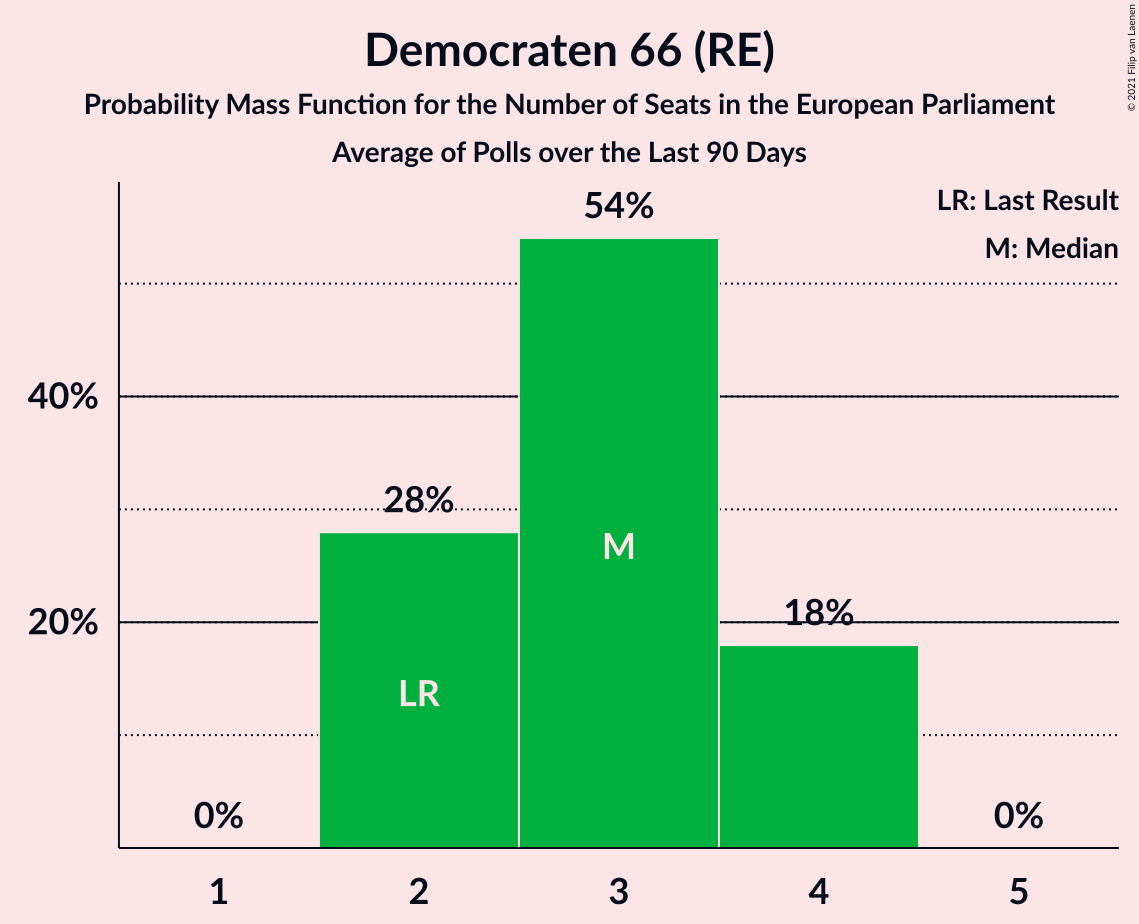 Democraten 66 (RE)
Probability Mass Function for the Number of Seats in the European Parliament
Average of Polls over the Last 90 Days
© 2021 Filip van Laenen
LR: Last Result
M: Median
54%
40%
28%
M
20%
18%
LR
0%
0%
1 2 3 4 5